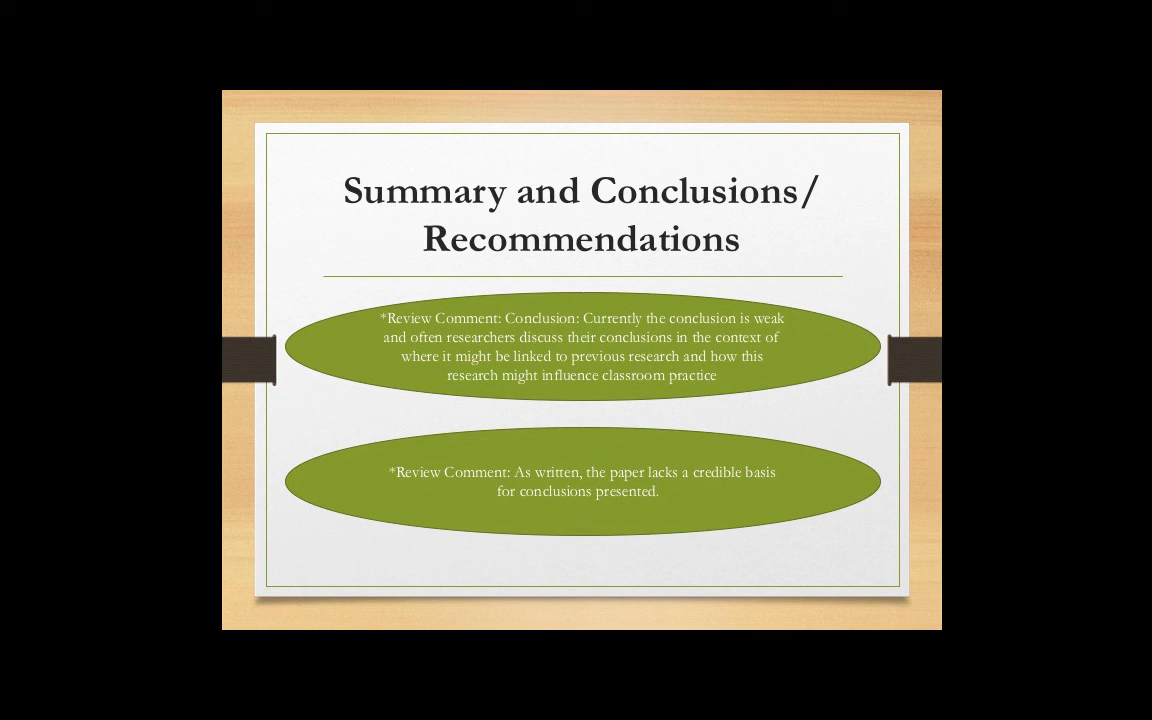 Summary and Conclusions/
Recommendations
*Review Comment: Conclusion: Currently the conclusion is weak
and often researchers discuss their conclusions in the context of
where it might be linked to previous research and how this
research might influence classroom practice
*Review Comment: As written, the paper lacks a credible basis
for conclusions presented.